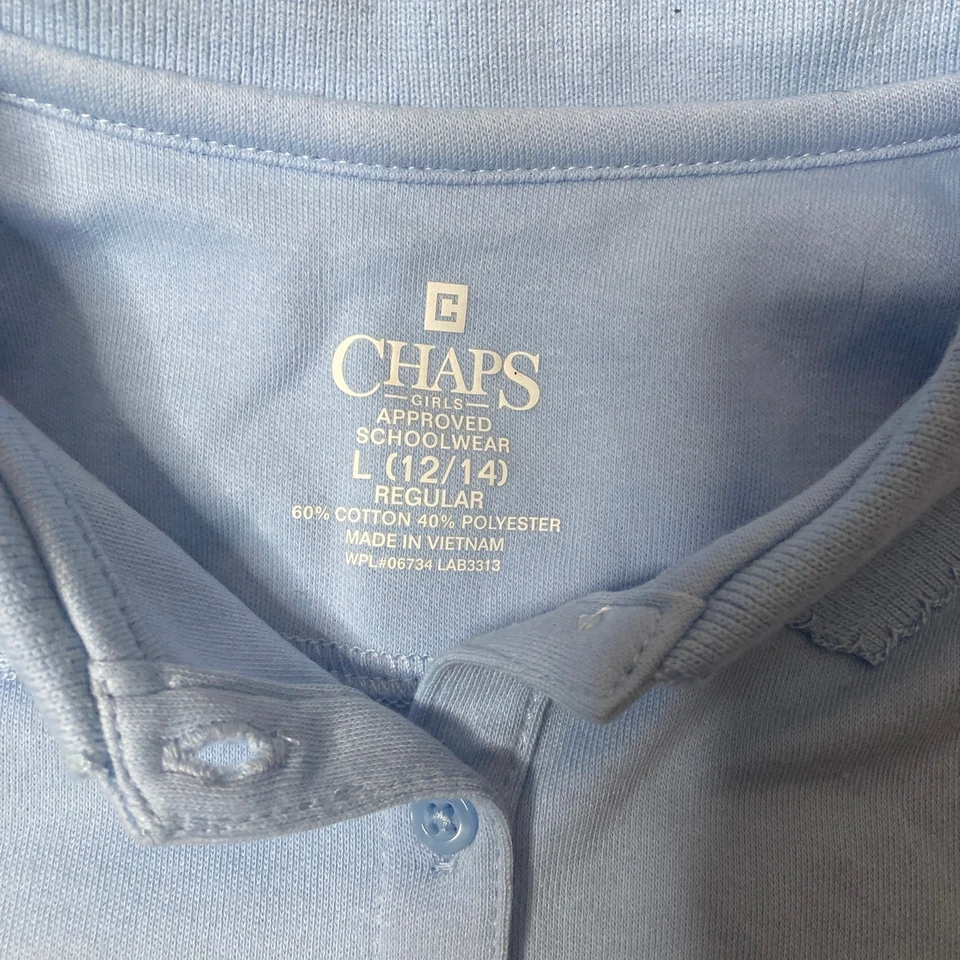 C
CHAPS
GIRLS
APPROVED
SCHOOLWEAR
L (12/14)
REGULAR
60% COTTON 40% POLYESTER
MADE IN VIETNAM
WPL#06734 LAB3313